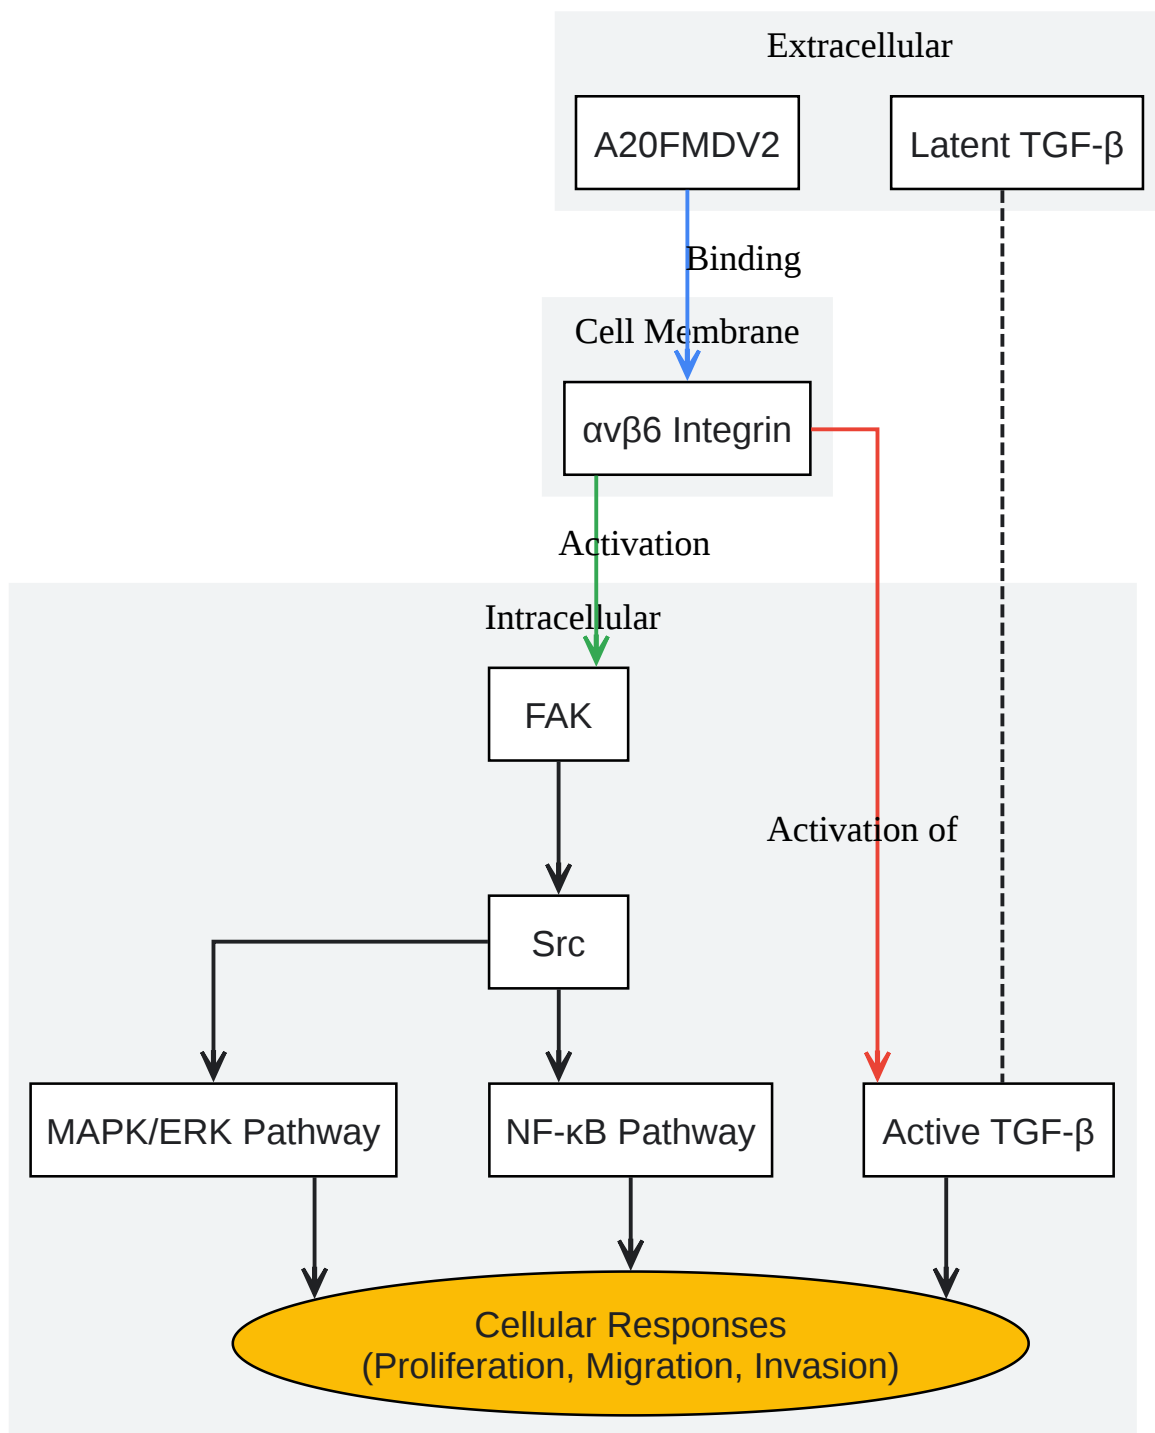 Extracellular
A20FMDV2
Latent TGF-β
Binding
Cell Membrane
αvβ6 Integrin
Activation
Intracellular
FAK
Activation of
Src
MAPK/ERK Pathway
NF-κB Pathway
Active TGF-β
Cellular Responses
(Proliferation, Migration, Invasion)